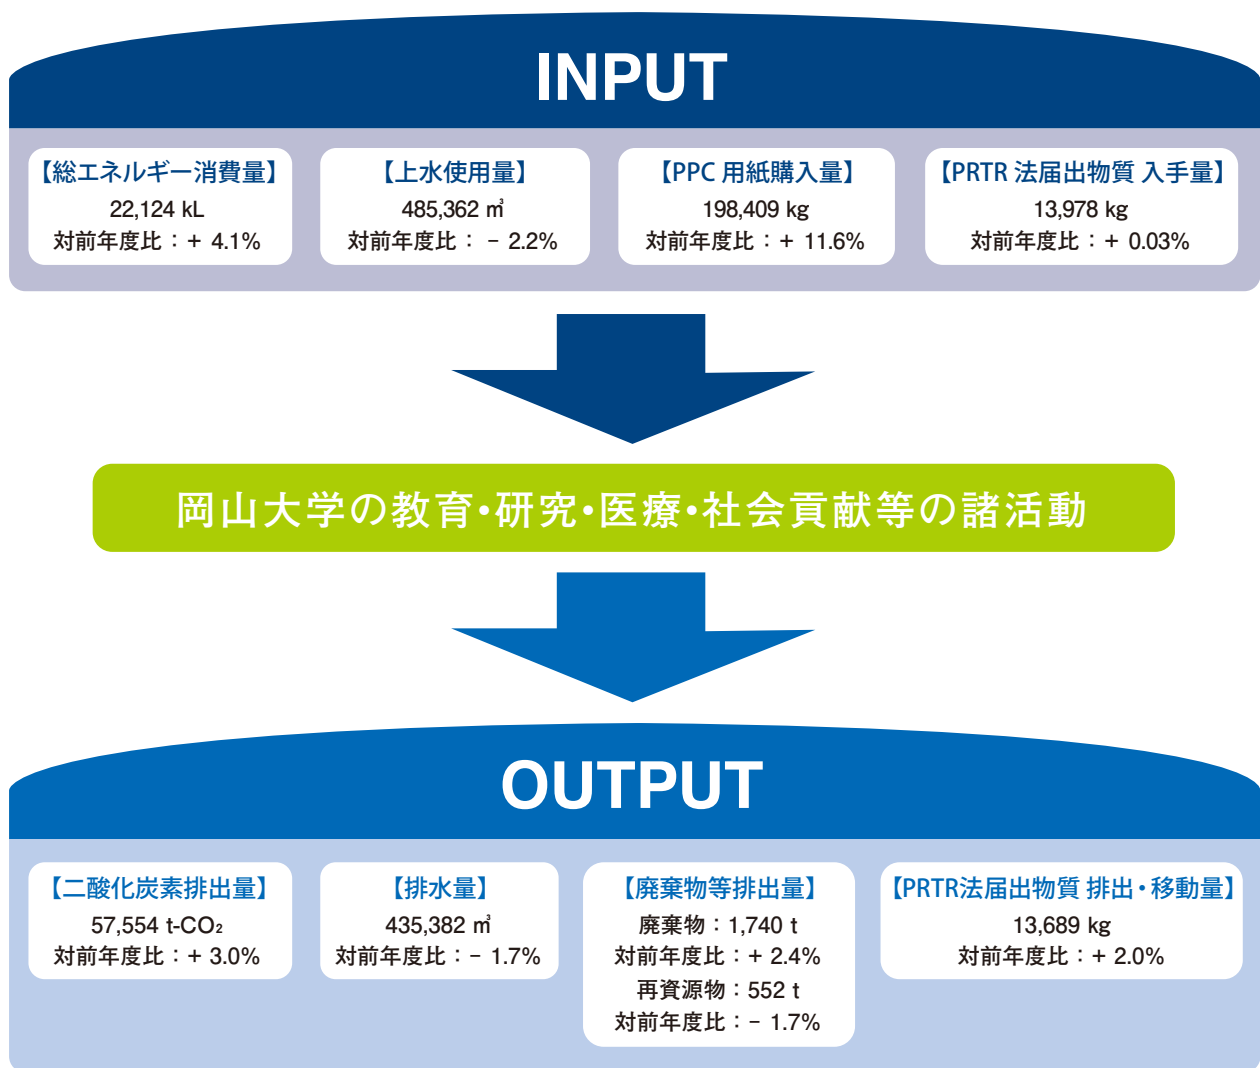 INPUT
【総エネルギー消費量】
22,124 kL
対前年度比：+ 4.1%
【上水使用量】
485,362 ㎥
対前年度比： − 2.2%
【PPC 用紙購入量】
198,409 kg
対前年度比：+ 11.6%
【PRTR 法届出物質 入手量】
13,978 kg
対前年度比：+ 0.03%
岡山大学の教育・研究・医療・社会貢献等の諸活動
OUTPUT
【二酸化炭素排出量】
57,554 t-CO₂
対前年度比：+ 3.0%
【排水量】
435,382 ㎥
対前年度比：− 1.7%
【廃棄物等排出量】
廃棄物：1,740 t
対前年度比：+ 2.4%
再資源物：552 t
対前年度比：− 1.7%
【PRTR法届出物質 排出・移動量】
13,689 kg
対前年度比：+ 2.0%